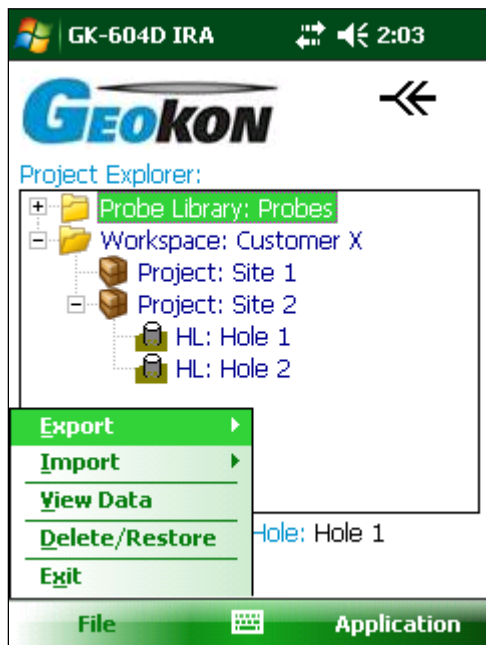 GK-604D IRA 2:03
GEOKON
Project Explorer:
Probe Library: Probes
Workspace: Customer X
Project: Site 1
Project: Site 2
HL: Hole 1
HL: Hole 2
Export
Import
View Data
Delete/Restore
Hole: Hole 1
Exit
File Application